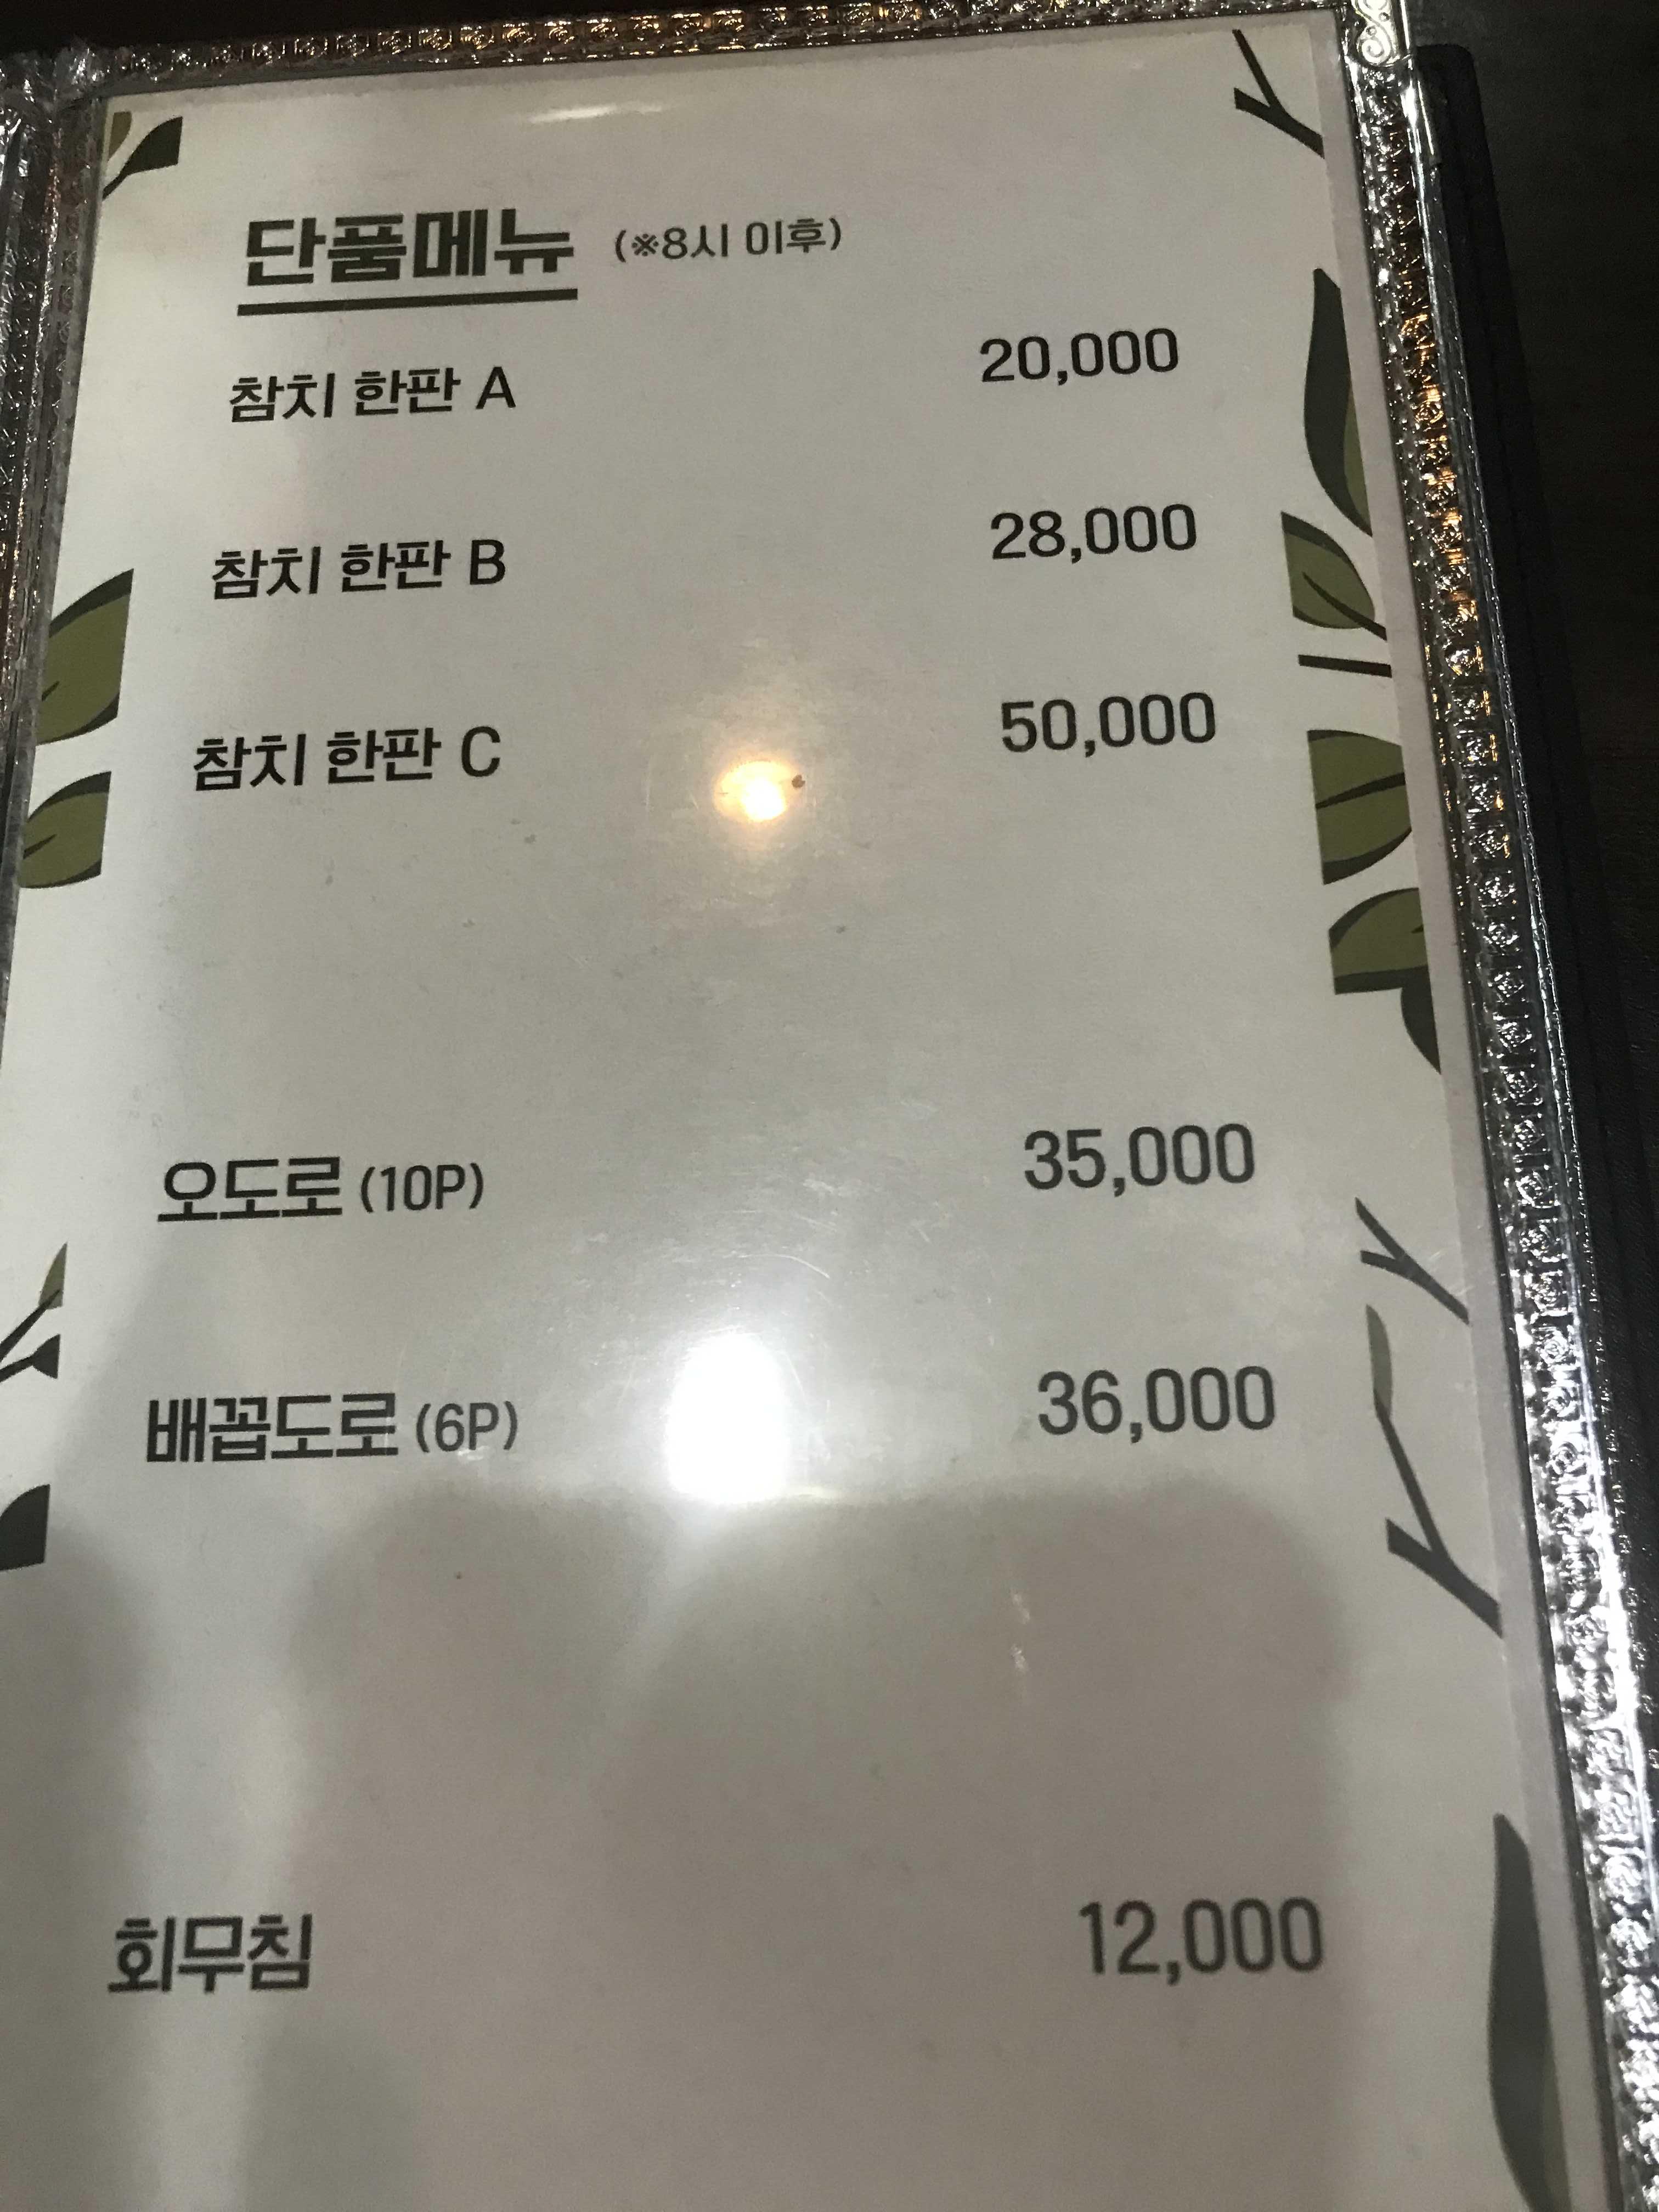 단품메뉴 (※8시 이후)
참치 한판 A 20,000
참치 한판 B 28,000
참치 한판 C 50,000
오도로 (10P) 35,000
배꼽도로 (6P) 36,000
회무침 12,000